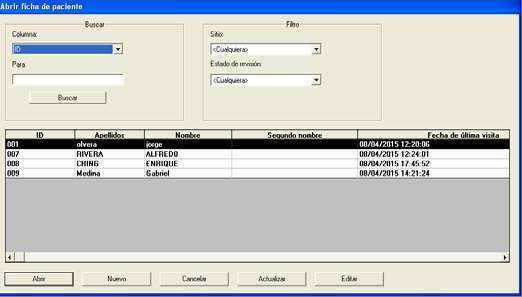 Abrir ficha de paciente
Buscar
Columna:
ID
Para
Buscar
Filtro
Sitio:
<Cualquiera>
Estado de revisión:
<Cualquiera>
ID Apellidos Nombre Segundo nombre Fecha de última visita
001 olvera jorge 08/04/2015 12:20:06
007 RIVERA ALFREDO 08/04/2015 12:24:01
008 CHING ENRIQUE 08/04/2015 17:45:52
009 Medina Gabriel 08/04/2015 14:21:24
Abrir Nuevo Cancelar Actualizar Editar